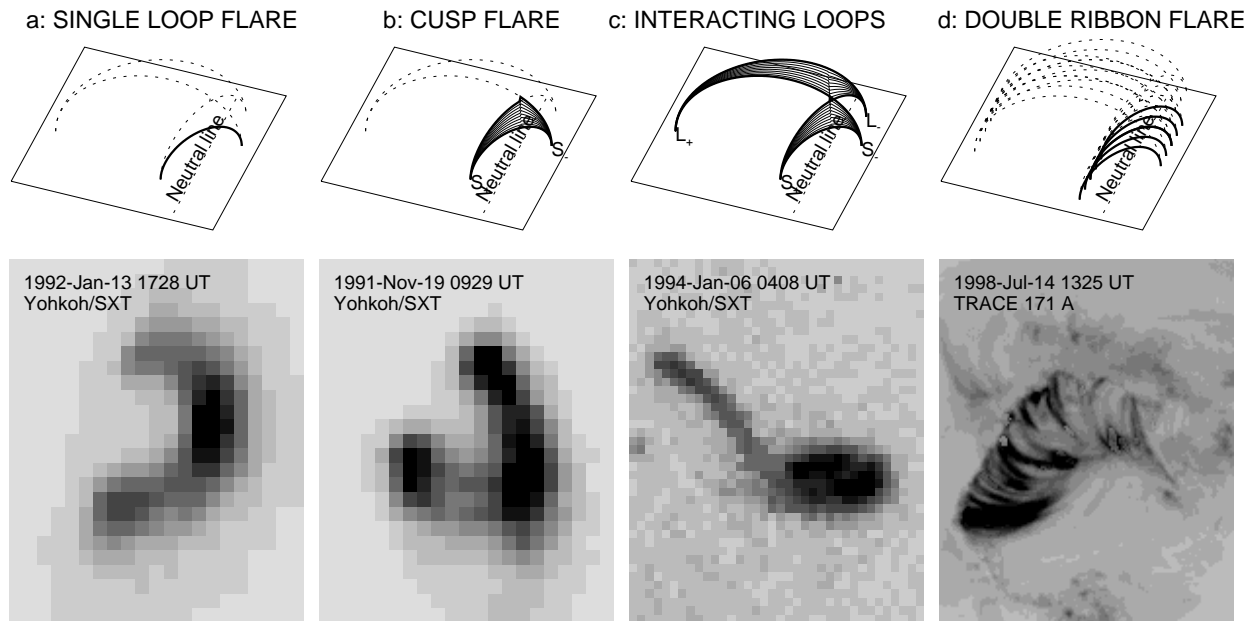 a: SINGLE LOOP FLARE
b: CUSP FLARE
c: INTERACTING LOOPS
d: DOUBLE RIBBON FLARE
Neutral line
S
S-
Neutral line
L+
L-
S
S-
Neutral line
Neutral line
1992-Jan-13 1728 UT
Yohkoh/SXT
1991-Nov-19 0929 UT
Yohkoh/SXT
1994-Jan-06 0408 UT
Yohkoh/SXT
1998-Jul-14 1325 UT
TRACE 171 A